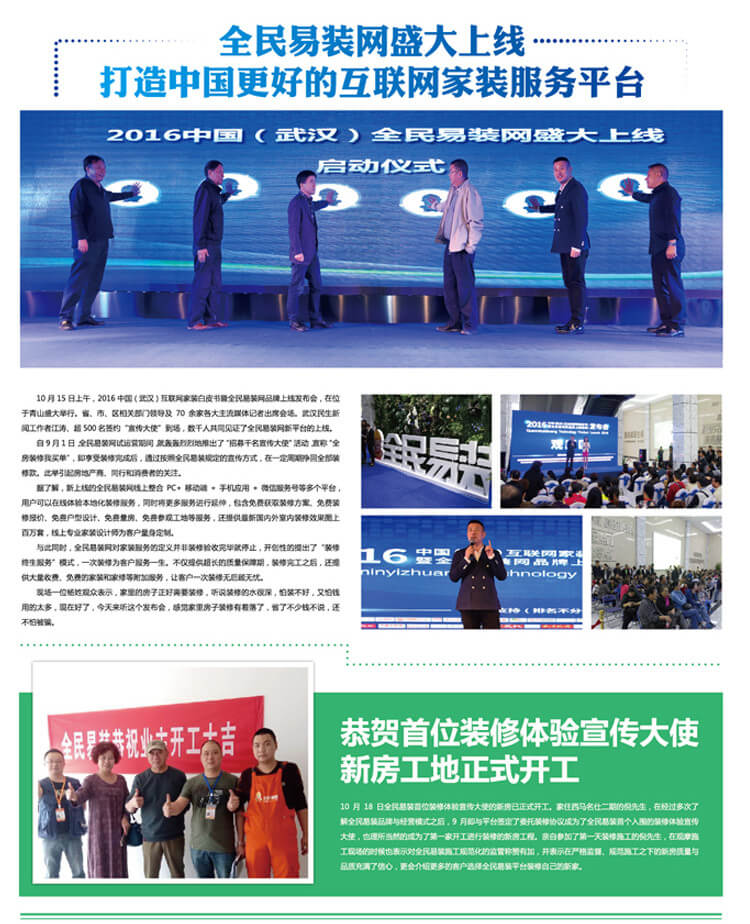 全民易装网盛大上线
打造中国更好的互联网家装服务平台
2016中国（武汉）全民易装网盛大上线
启动仪式
10 月 15 日上午，2016 中国（武汉）互联网家装白皮书暨全民易装网品牌上线发布会，在位
于青山盛大举行。省、市、区相关部门领导及 70 余家各大主流媒体记者出席会场。武汉民生新
闻工作者江涛、超 500 名签约 “宣传大使” 到场，数千人共同见证了全民易装网新平台的上线。
自 9 月 1 日 ,全民易装网试运营期间 ,就轰轰烈烈地推出了 “招募千名宣传大使” 活动 ,宣称 “全
房装修我买单” ，即享受装修完成后，通过按照全民易装规定的宣传方式，在一定周期挣回全部装
修款。此举引起房地产商、同行和消费者的关注。
据了解，新上线的全民易装网线上整合 PC+ 移动端 + 手机应用 + 微信服务号等多个平台，
用户可以在线体验本地化装修服务，同时将更多服务进行延伸，包含免费获取装修方案、免费装
修报价、免费户型设计、免费量房、免费参观工地等服务，还提供最新国内外室内装修效果图上
百万套，线上专业家装设计师为客户量身定制。
与此同时，全民易装网对家装服务的定义并非装修验收完毕就停止，开创性的提出了 “装修
终生服务” 模式，一次装修为客户服务一生。不仅提供超长的质量保障期，装修完工之后，还提
供大量收费、免费的家装和家修等附加服务，让客户一次装修无后顾无忧。
现场一位杨姓观众表示，家里的房子正好需要装修，听说装修的水很深，怕装不好，又怕钱
用的太多，现在好了，今天来听这个发布会，感觉家里房子装修有着落了，省了不少钱不说，还
不怕被骗。
全民易装
2016
发布会
016 中国
互联网家装
网品牌上
全民易装恭祝业主开工大吉
恭贺首位装修体验宣传大使
新房工地正式开工
10 月 18 日全民易装首位装修体验宣传大使的新房已正式开工。家住西马名仕二期的倪先生，在经过多次了
解全民易装品牌与经营模式之后，9 月即与平台签定了委托装修协议成为了全民易装首个入围的装修体验宣传
大使，也理所当然的成为了第一家开工进行装修的新房工程。亲自参加了第一天装修施工的倪先生，在观摩施
工现场的时候也表示对全民易装施工规范化的监管称赞有加，并表示在严格监督、规范施工之下的新房质量与
品质充满了信心，更会介绍更多的客户选择全民易装平台装修自己的新家。